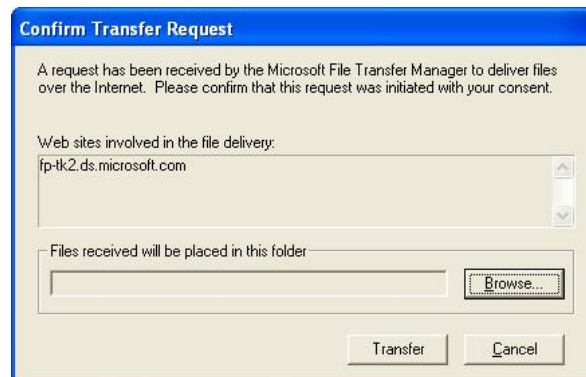 Confirm Transfer Request
A request has been received by the Microsoft File Transfer Manager to deliver files
over the Internet.  Please confirm that this request was initiated with your consent.
Web sites involved in the file delivery:
fp-tk2.ds.microsoft.com
Files received will be placed in this folder
Browse...
Transfer
Cancel